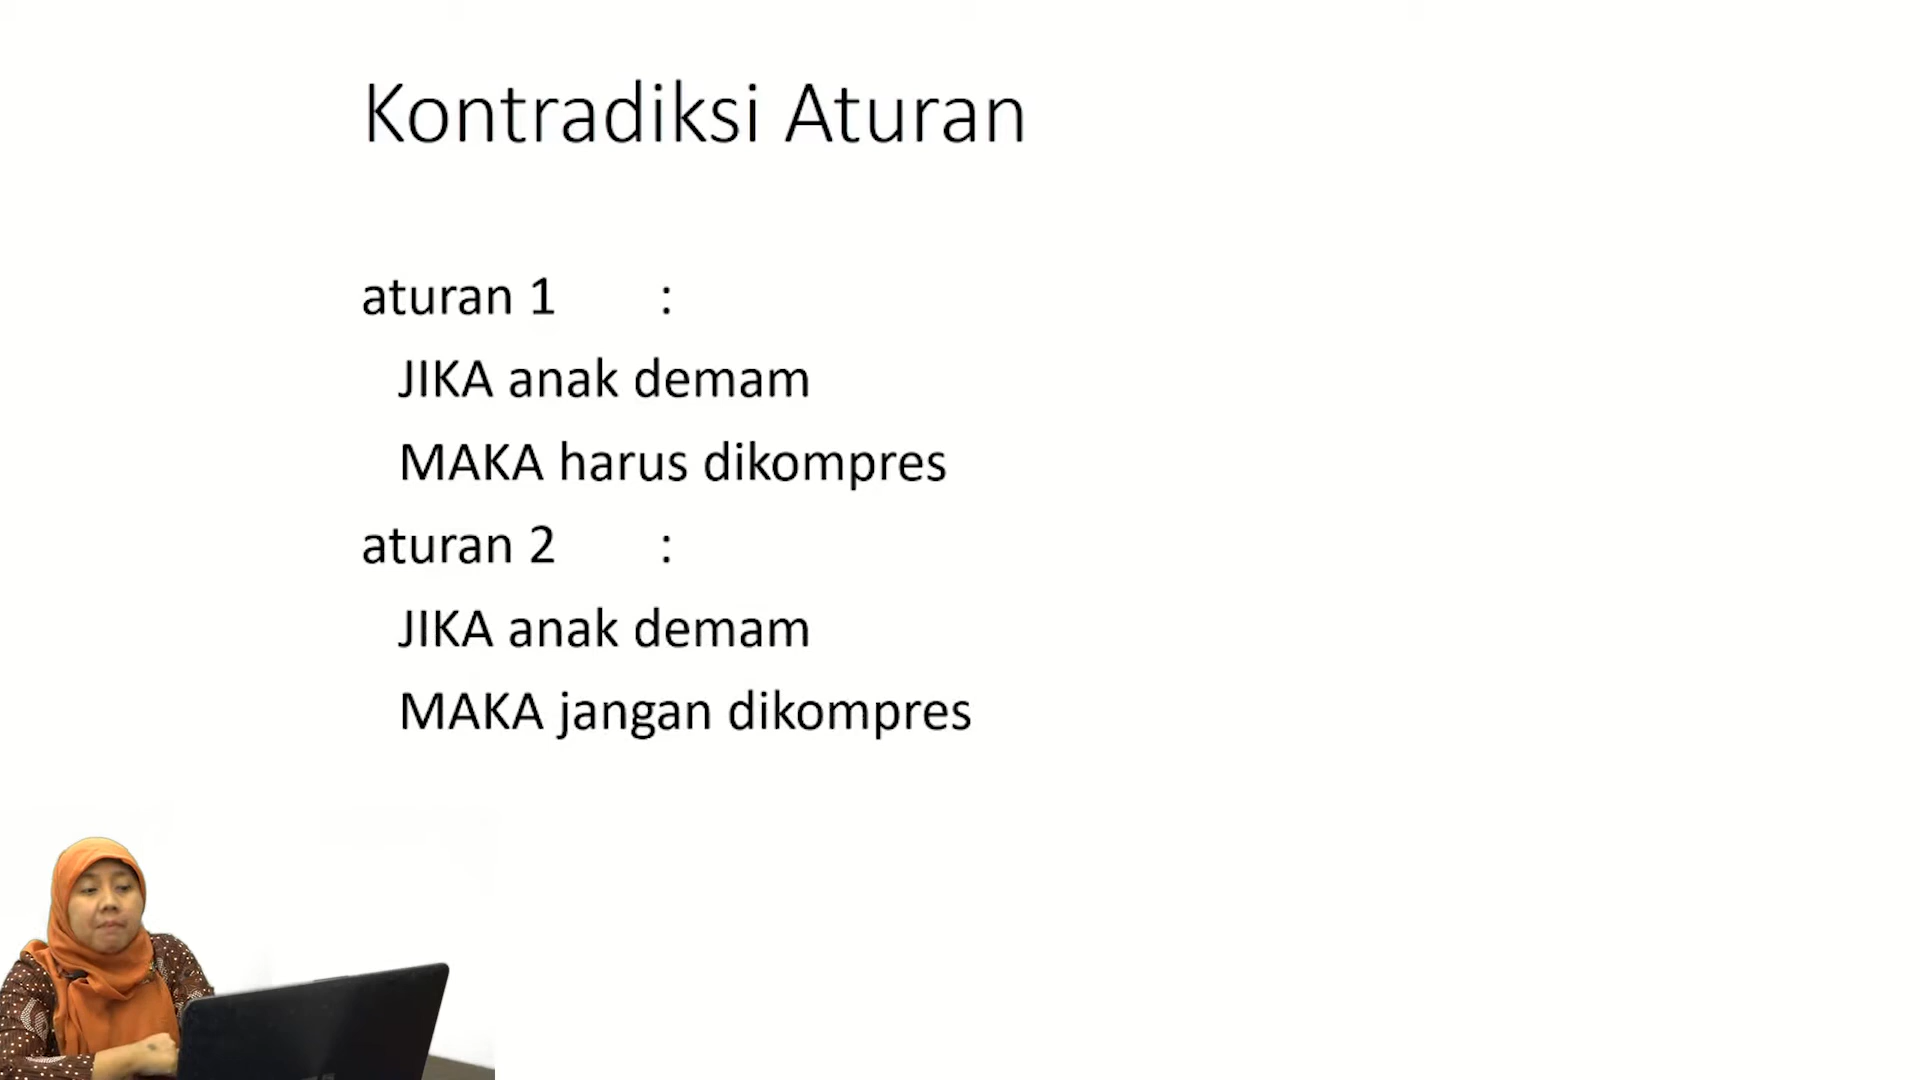 Kontradiksi Aturan
aturan 1 :
JIKA anak demam
MAKA harus dikompres
aturan 2 :
JIKA anak demam
MAKA jangan dikompres